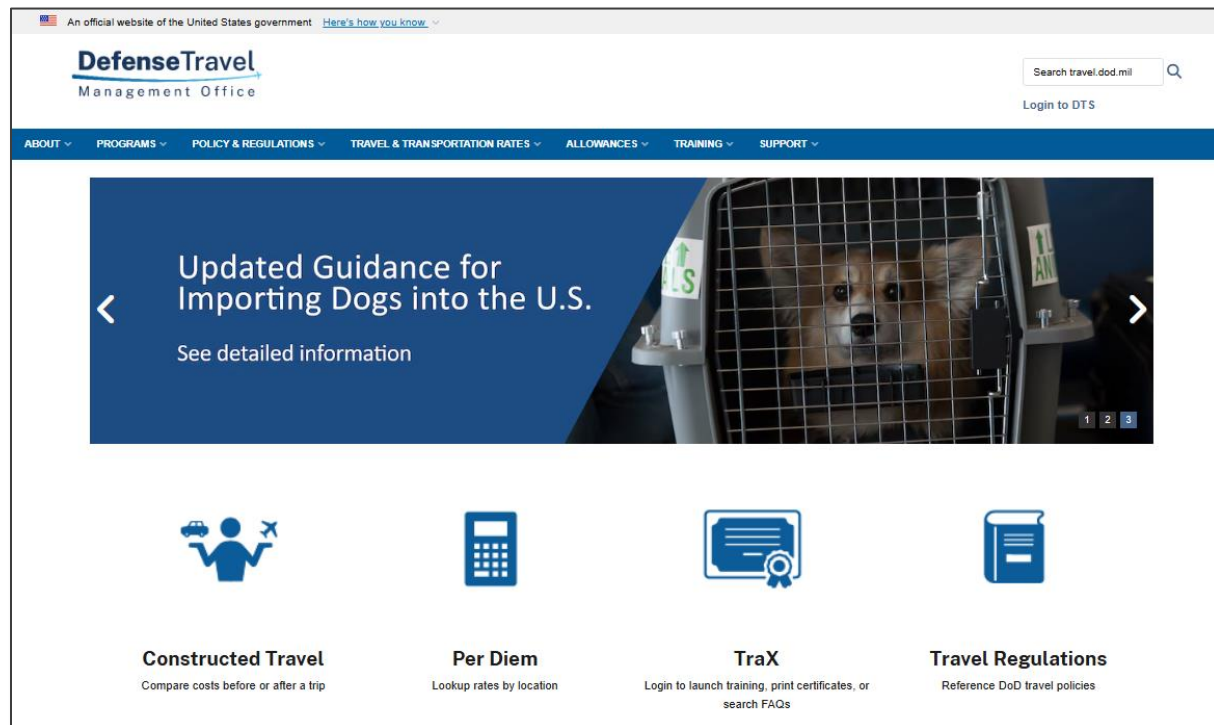 An official website of the United States government Here's how you know
DefenseTravel
Management Office
Search travel.dod.mil
Login to DTS
ABOUT PROGRAMS POLICY & REGULATIONS TRAVEL & TRANSPORTATION RATES ALLOWANCES TRAINING SUPPORT
Updated Guidance for
Importing Dogs into the U.S.
See detailed information
ALS
ANI
1 2 3
Constructed Travel
Compare costs before or after a trip
Per Diem
Lookup rates by location
TraX
Login to launch training, print certificates, or
search FAQs
Travel Regulations
Reference DoD travel policies